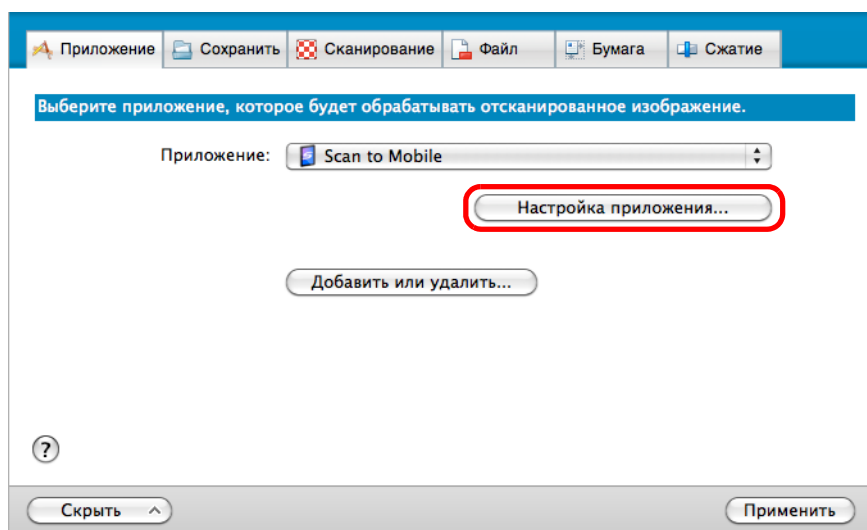 Приложение Сохранить Сканирование Файл Бумага Сжатие
Выберите приложение, которое будет обрабатывать отсканированное изображение.
Приложение: Scan to Mobile
Настройка приложения...
Добавить или удалить...
?
Скрыть Применить